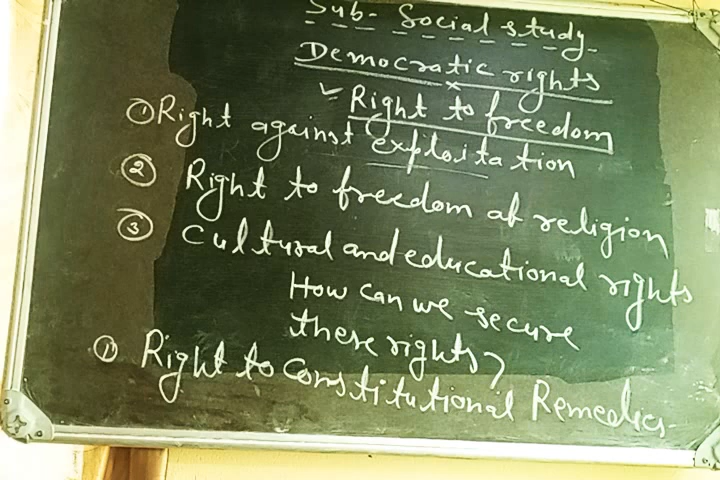 Sub- Social study-
Democratic rights
Right to freedom
① Right against exploitation
② Right to freedom of religion
③ Cultural and educational rights
How can we secure
these rights?
① Right to Constitutional Remedies-